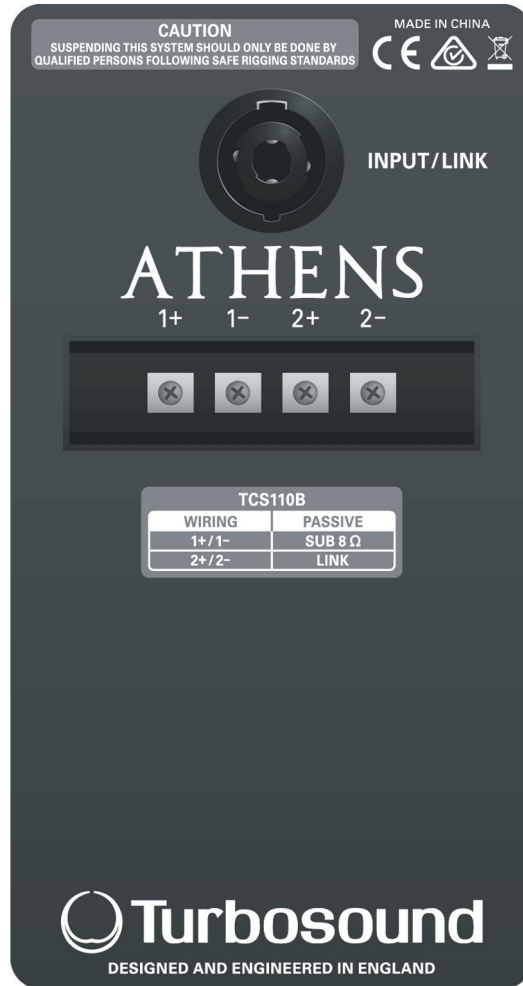 CAUTION
SUSPENDING THIS SYSTEM SHOULD ONLY BE DONE BY
QUALIFIED PERSONS FOLLOWING SAFE RIGGING STANDARDS
MADE IN CHINA
CE
INPUT/LINK
ATHENS
1+ 1– 2+ 2–
TCS110B
WIRING PASSIVE
1+/1– SUB 8 Ω
2+/2– LINK
Turbosound
DESIGNED AND ENGINEERED IN ENGLAND